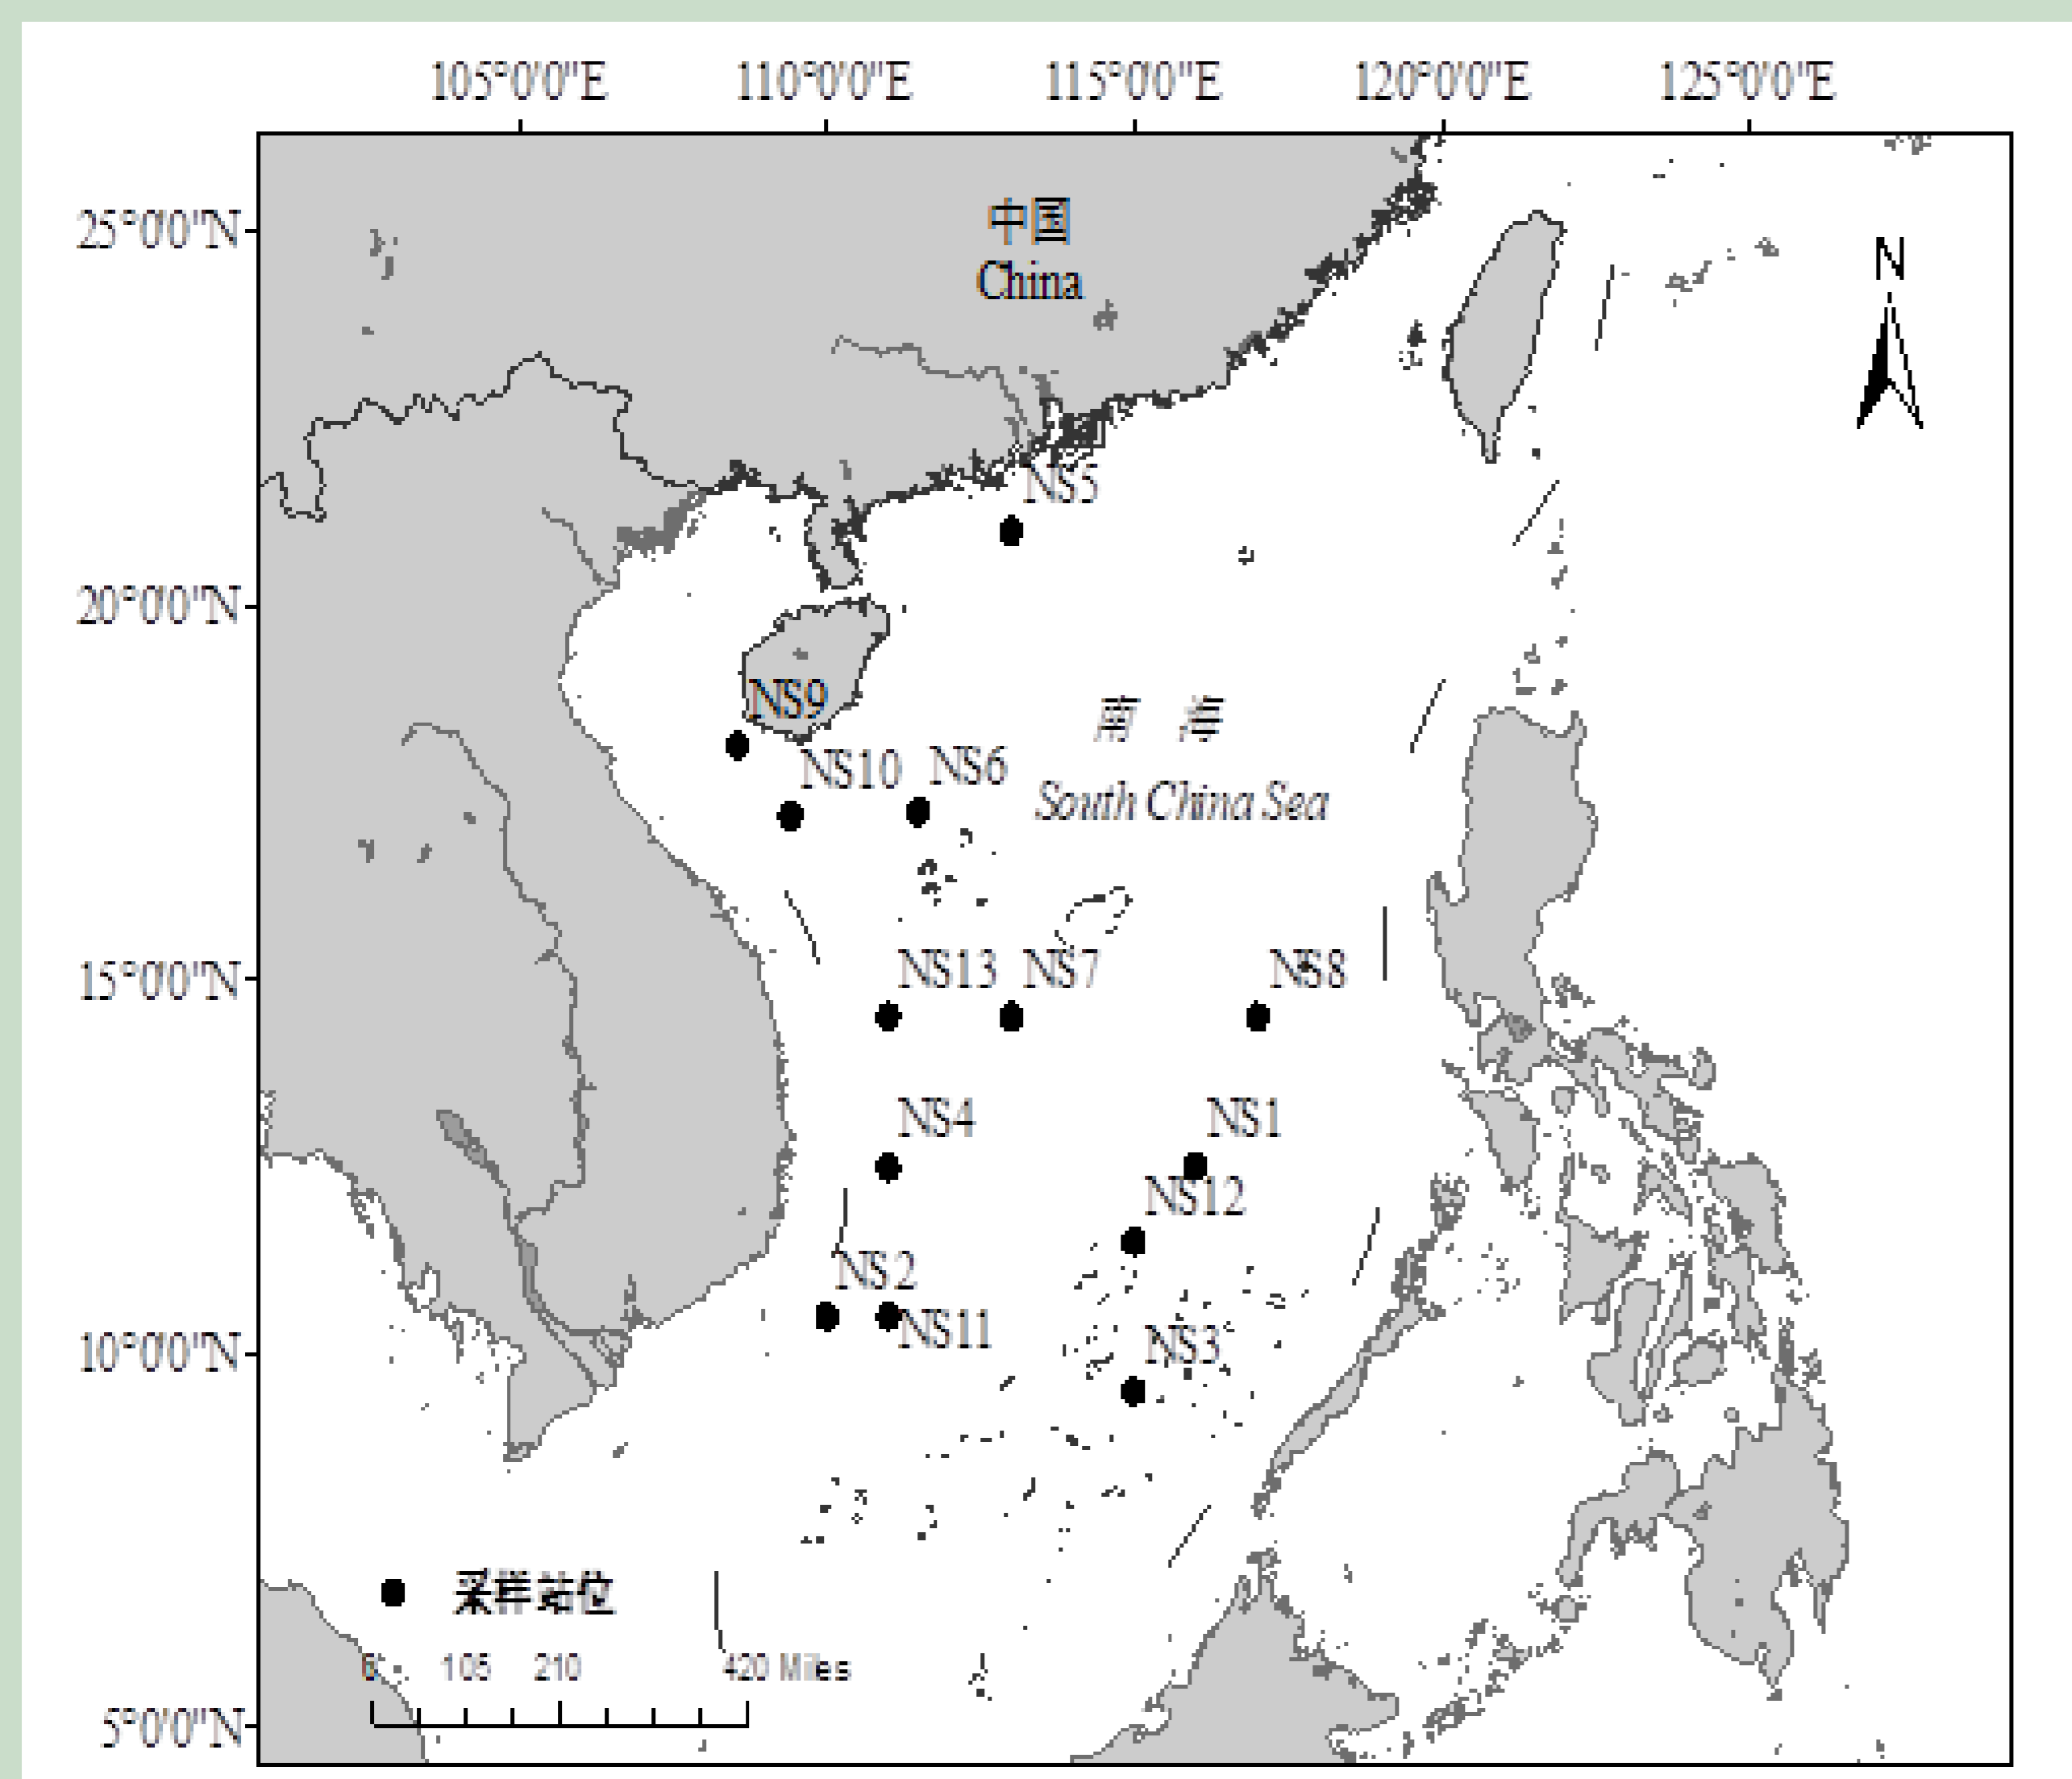 105°0'0"E 110°0'0"E 115°0'0"E 120°0'0"E 125°0'0"E
25°0'0"N
中国
China
N
NS5
20°0'0"N
NS9
NS10
NS6
South China Sea
15°0'0"N
NS13
NS7
NS8
NS4
NS1
NS12
NS2
NS11
NS3
10°0'0"N
采样站位
105 210 420 Miles
5°0'0"N